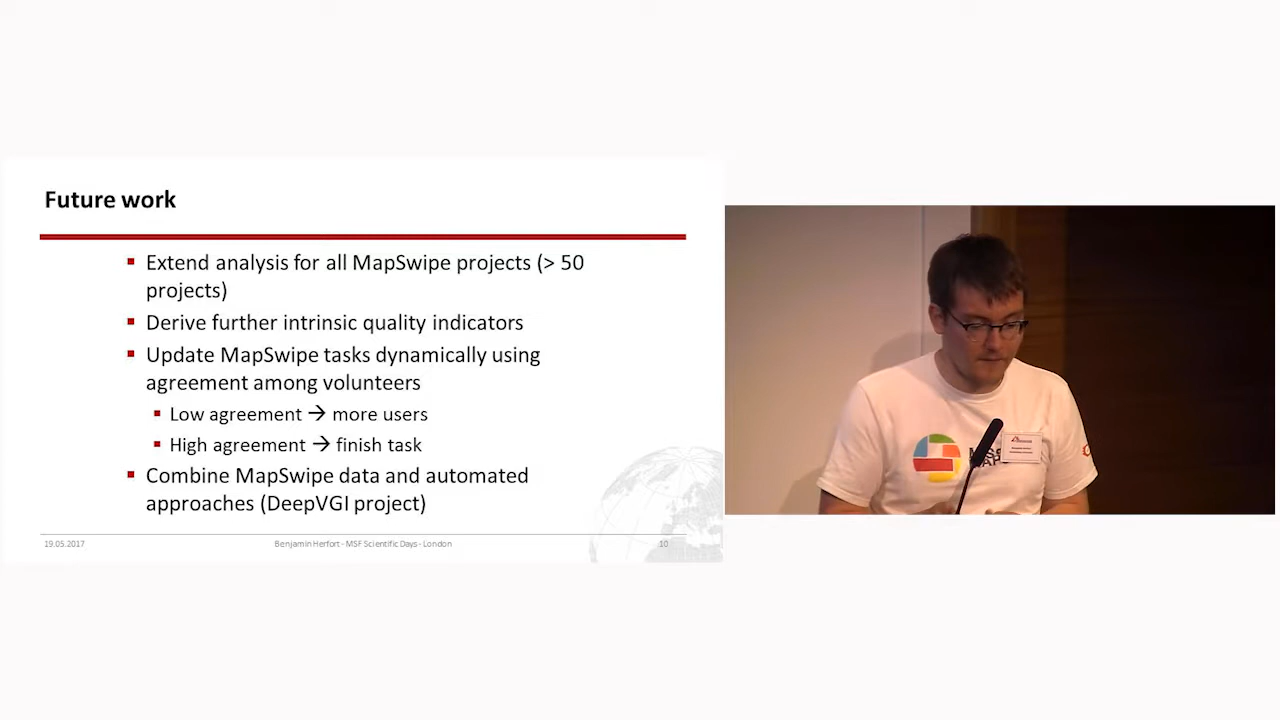 Future work
▪ Extend analysis for all MapSwipe projects (> 50
projects)
▪ Derive further intrinsic quality indicators
▪ Update MapSwipe tasks dynamically using
agreement among volunteers
▪ Low agreement → more users
▪ High agreement → finish task
▪ Combine MapSwipe data and automated
approaches (DeepVGI project)
19.05.2017
Benjamin Herfort - MSF Scientific Days - London
10